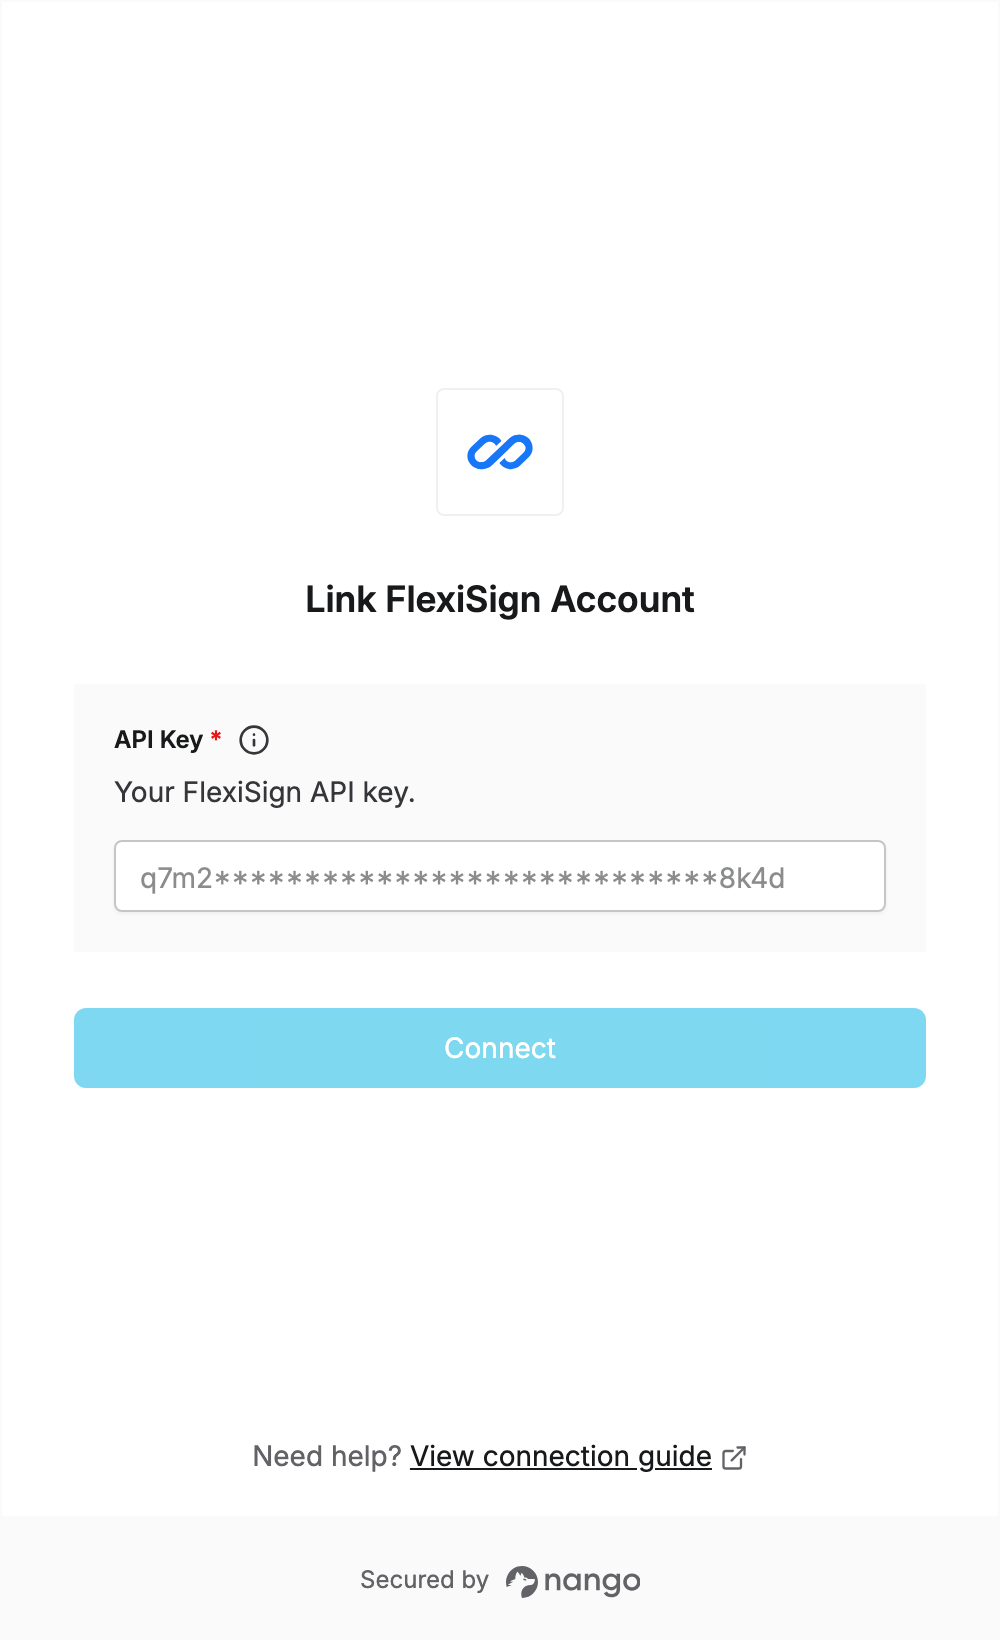 Link FlexiSign Account
API Key *
Your FlexiSign API key.
q7m2****************************8k4d
Connect
Need help? View connection guide
Secured by nango